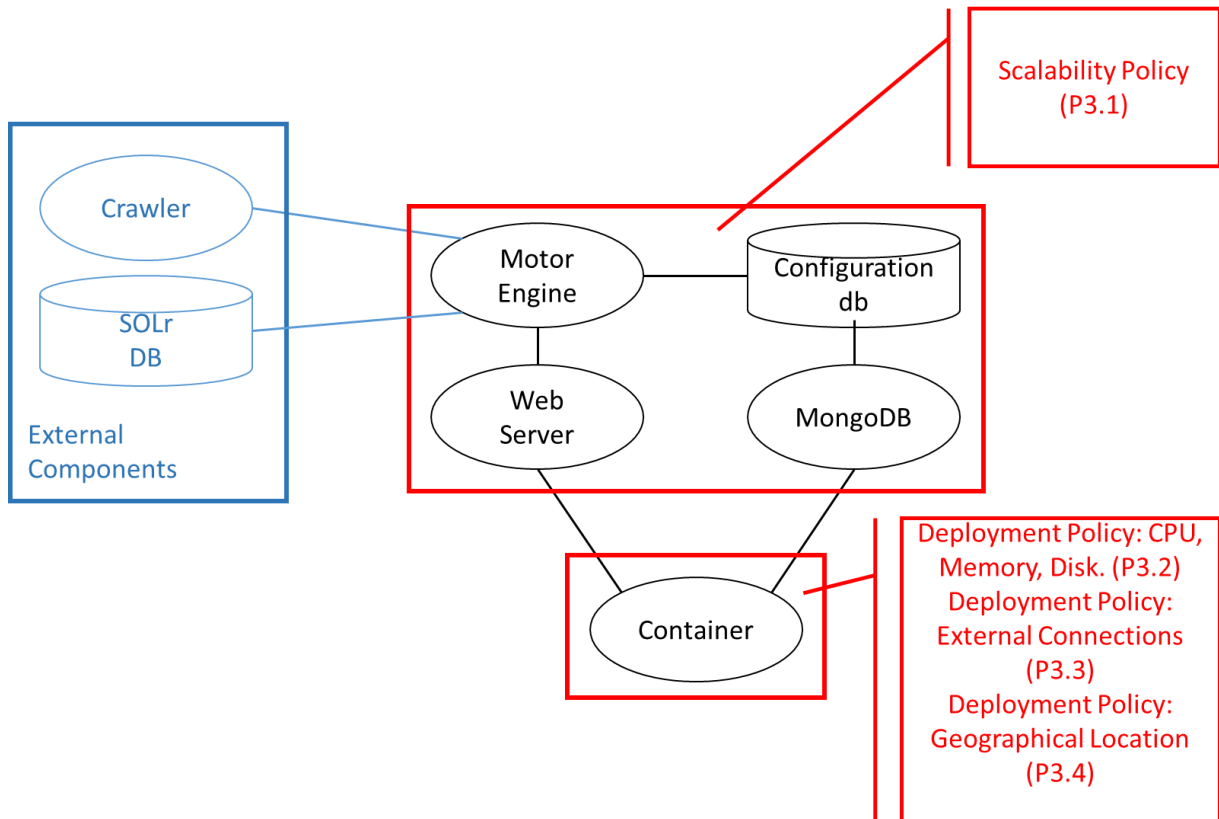 Scalability Policy
(P3.1)
Crawler
SOLr
DB
External
Components
Motor
Engine
Configuration
db
Web
Server
MongoDB
Container
Deployment Policy: CPU,
Memory, Disk. (P3.2)
Deployment Policy:
External Connections
(P3.3)
Deployment Policy:
Geographical Location
(P3.4)